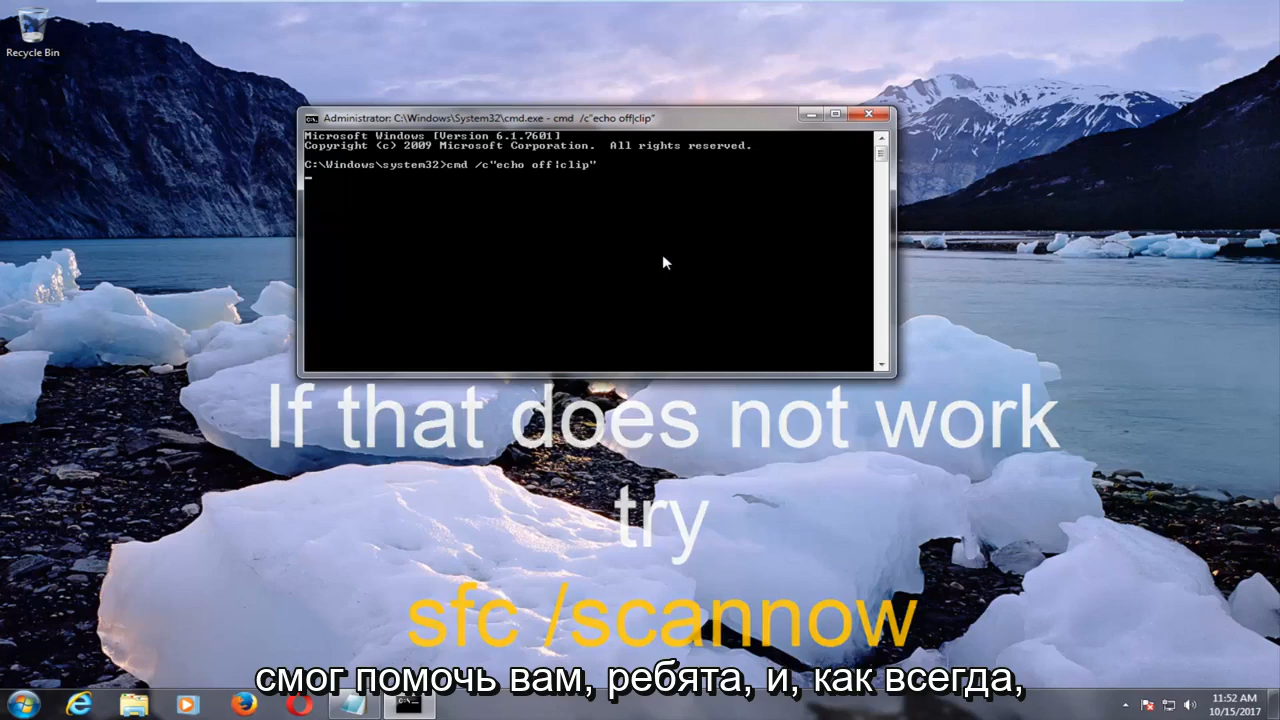 Recycle Bin
Administrator: C:\Windows\System32\cmd.exe - cmd /c"echo off|clip"
Microsoft Windows [Version 6.1.7601]
Copyright (c) 2009 Microsoft Corporation. All rights reserved.
C:\Windows\system32>cmd /c"echo off|clip"
If that does not work
try
sfc /scannow
смог помочь вам, ребята, и, как всегда,
11:52 AM
10/15/2017